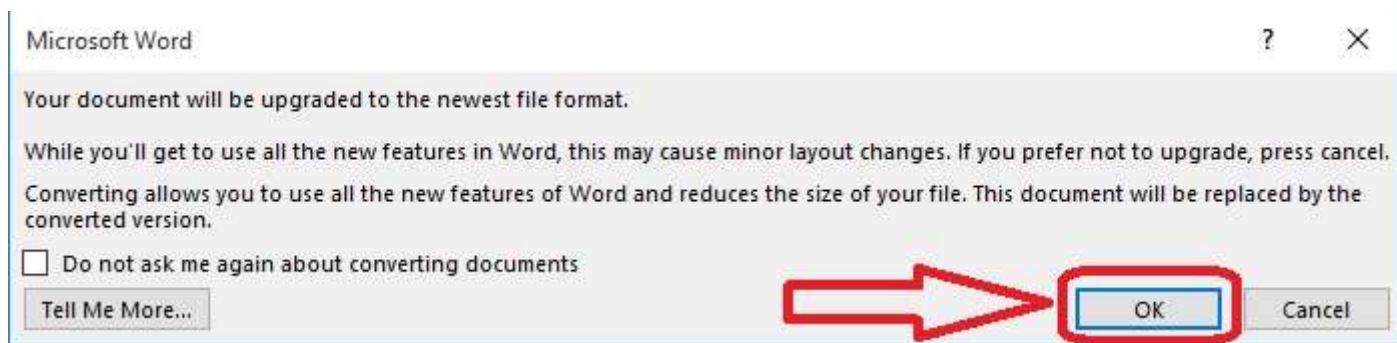 Microsoft Word ?
Your document will be upgraded to the newest file format.
While you'll get to use all the new features in Word, this may cause minor layout changes. If you prefer not to upgrade, press cancel.
Converting allows you to use all the new features of Word and reduces the size of your file. This document will be replaced by the
converted version.
Do not ask me again about converting documents
Tell Me More... OK Cancel